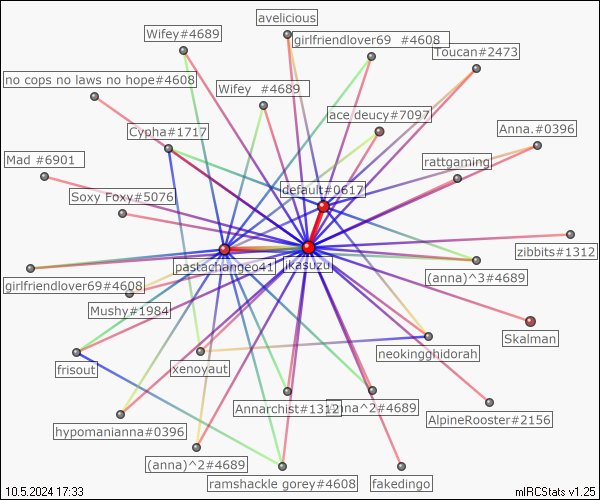 avelicious
Wifey#4689
girlfriendlover69 #4608
Toucan#2473
no cops no laws no hope#4608
Wifey #4689
ace deucy#7097
Cypha#1717
Anna.#0396
Mad #6901
rattgaming
default#0617
Soxy Foxy#5076
zibbits#1312
pastachangeo41
ikasuzu
(anna)^3#4689
girlfriendlover69#4608
Mushy#1984
Skalman
neokingghidorah
frisout
xenoyaut
Annarchist#1312
anna^2#4689
AlpineRooster#2156
hypomanianna#0396
(anna)^2#4689
ramshackle gorey#4608
fakedingo
10.5.2024 17:33
mIRCStats v1.25